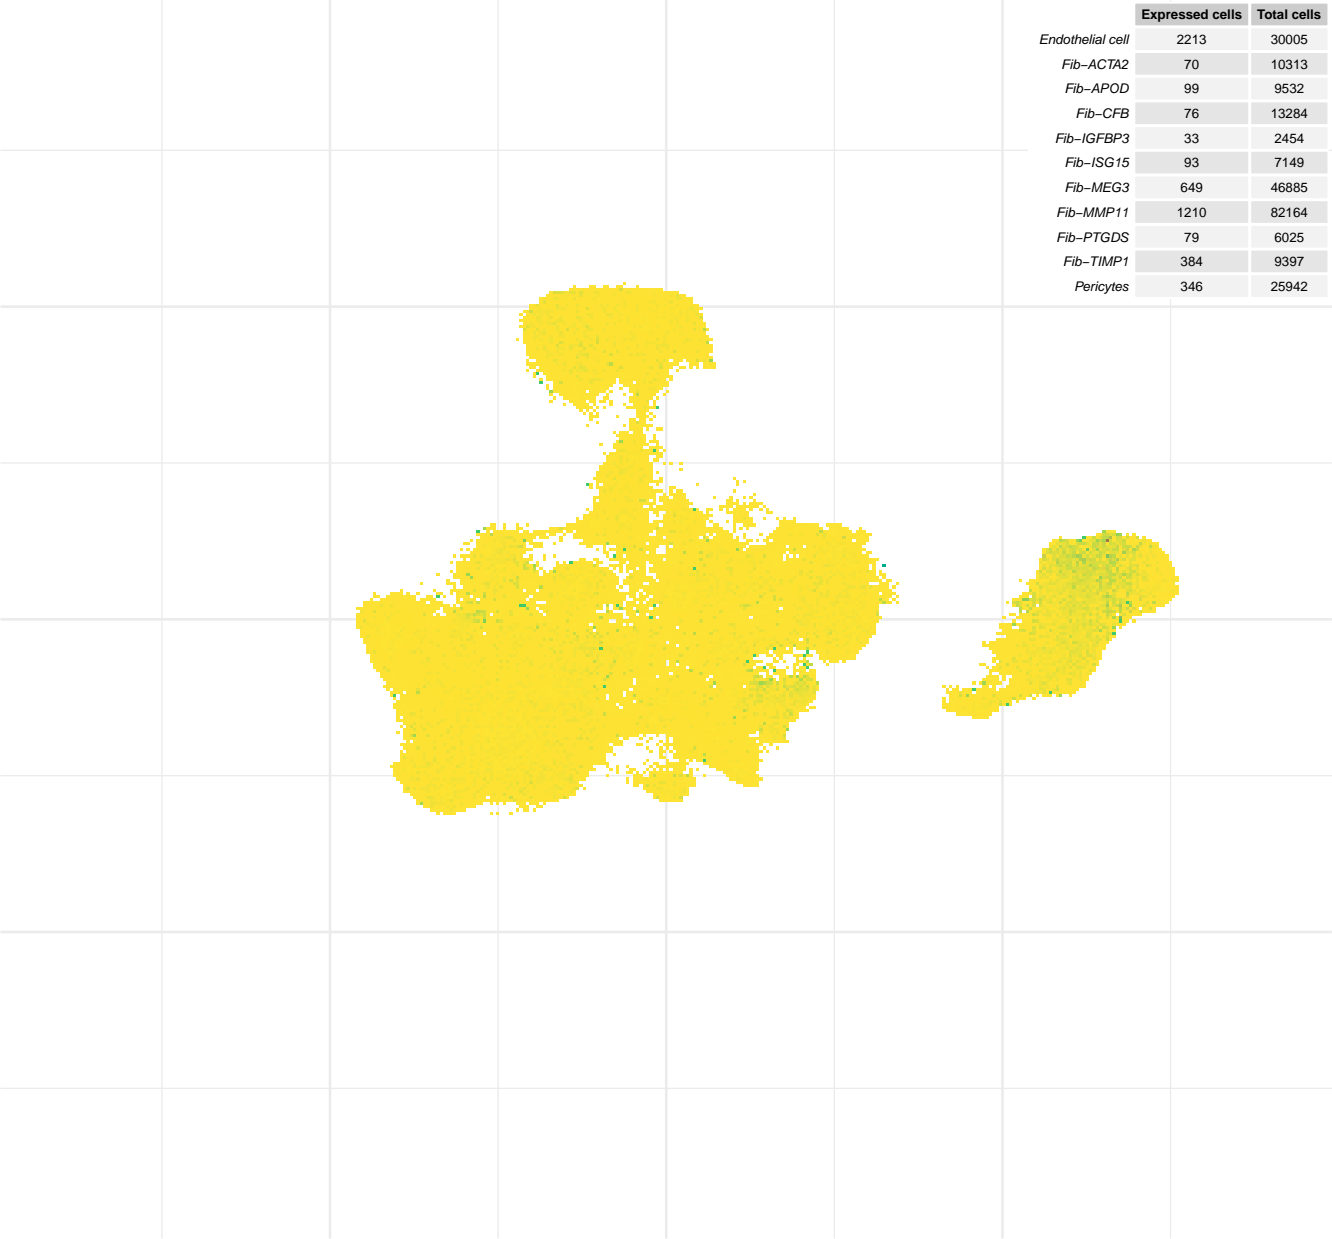 Expressed cells Total cells
Endothelial cell 2213 30005
Fib−ACTA2 70 10313
Fib−APOD 99 9532
Fib−CFB 76 13284
Fib−IGFBP3 33 2454
Fib−ISG15 93 7149
Fib−MEG3 649 46885
Fib−MMP11 1210 82164
Fib−PTGDS 79 6025
Fib−TIMP1 384 9397
Pericytes 346 25942